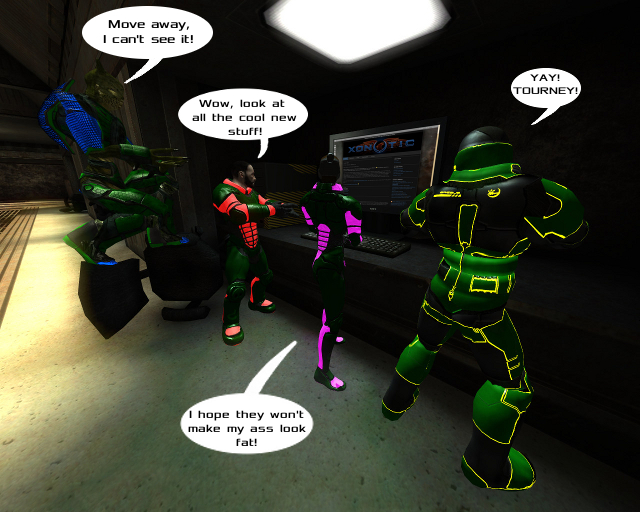 Move away,
I can't see it!
Wow, look at
all the cool new
stuff!
YAY!
TOURNEY!
XONOTIC
I hope they won't
make my ass look
fat!